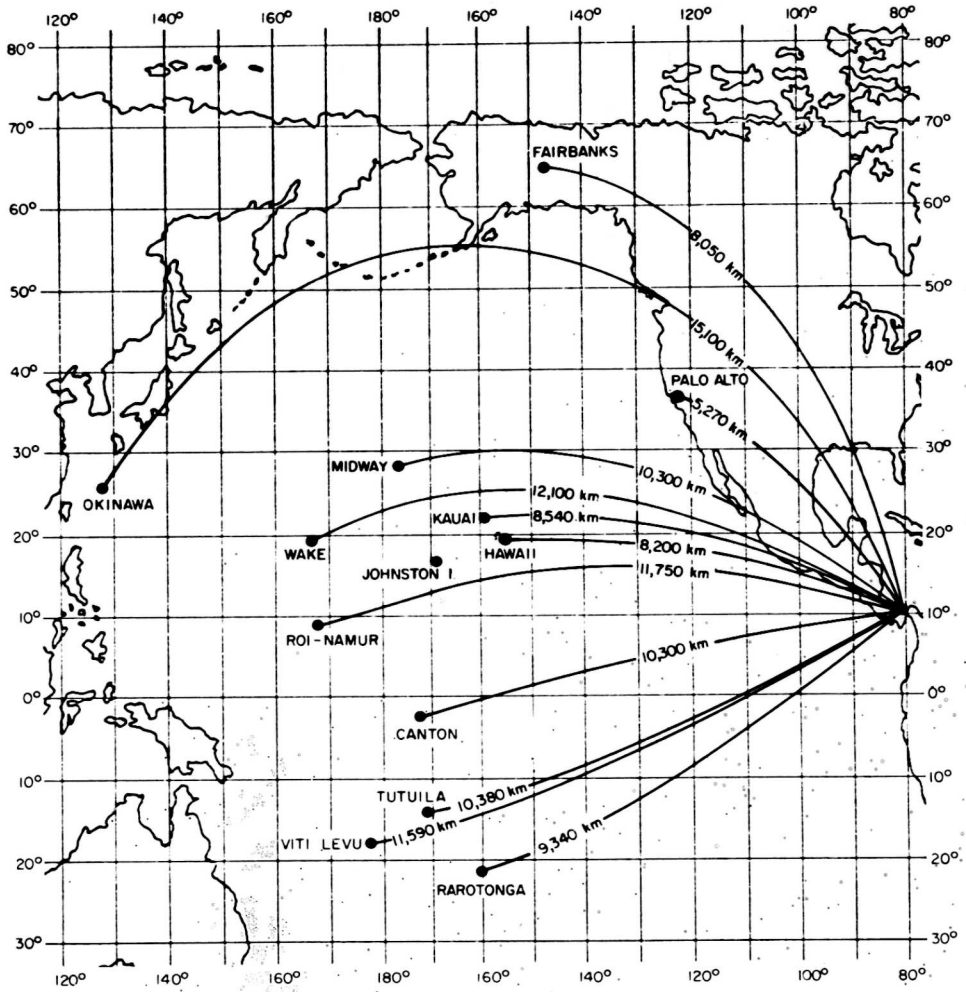 120° 140° 160° 180° 160° 140° 120° 100° 80°
80° 80°
70° 70°
FAIRBANKS
60° 60°
8,050 km
50° 50°
15,100 km
40° 40°
PALO ALTO
5,270 km
30° 30°
MIDWAY
10,300 km
OKINAWA
12,100 km
KAUAI
8,540 km
20° 20°
WAKE
HAWAII
8,200 km
JOHNSTON I.
11,750 km
10° 10°
ROI-NAMUR
10,300 km
0° 0°
CANTON
10° 10°
TUTUILA
10,380 km
VITI LEVU
11,590 km
9,340 km
20° 20°
RAROTONGA
30° 30°
120° 140° 160° 180° 160° 140° 120° 100° 80°